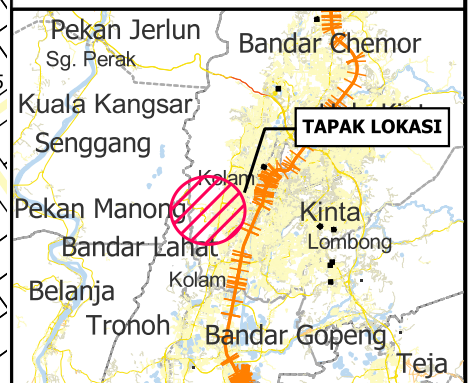 Pekan Jerlun
Bandar Chemor
Sg. Perak
Kuala Kangsar
TAPAK LOKASI
Senggang
Kolam
Pekan Manong
Kinta
Lombong
Bandar Lahat
Kolam
Belanja
Tronoh
Bandar Gopeng
Teja